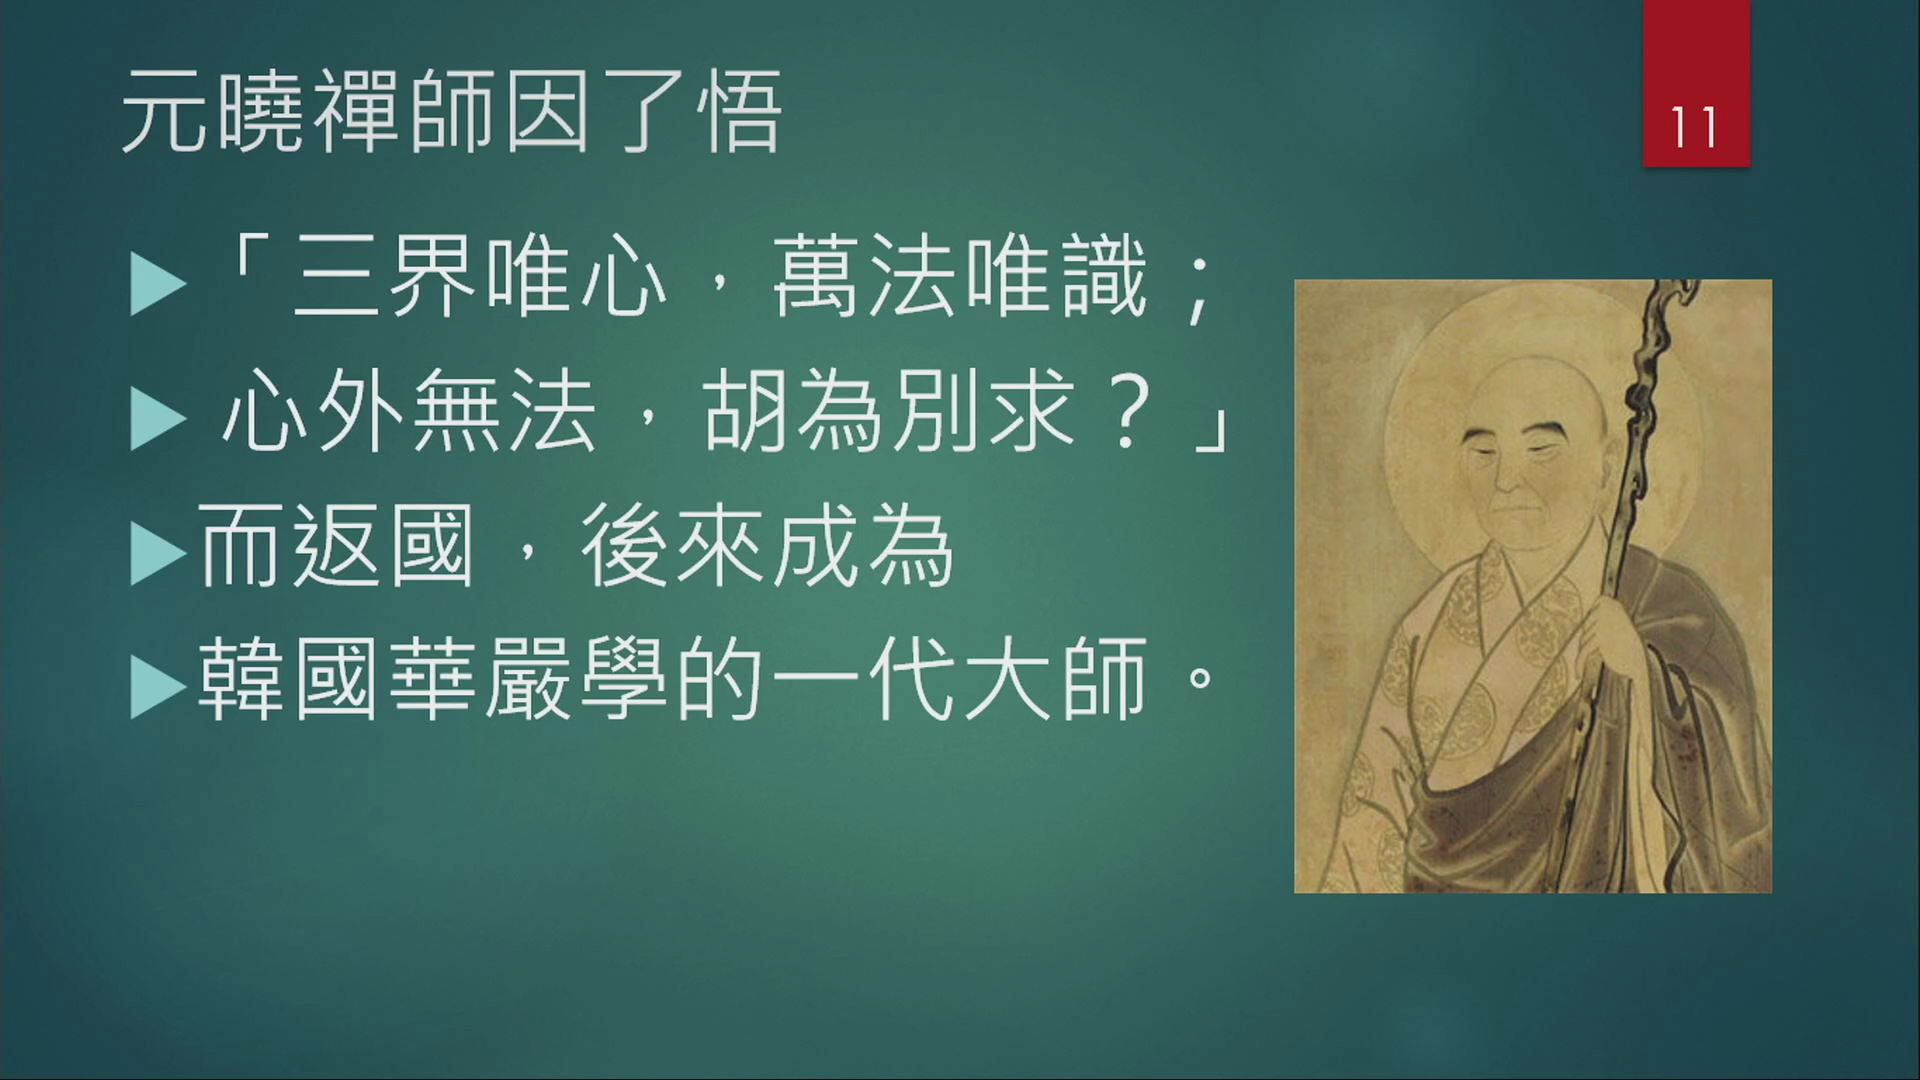 元曉禪師因了悟
11
「三界唯心，萬法唯識；
心外無法，胡為別求？」
而返國，後來成為
韓國華嚴學的一代大師。